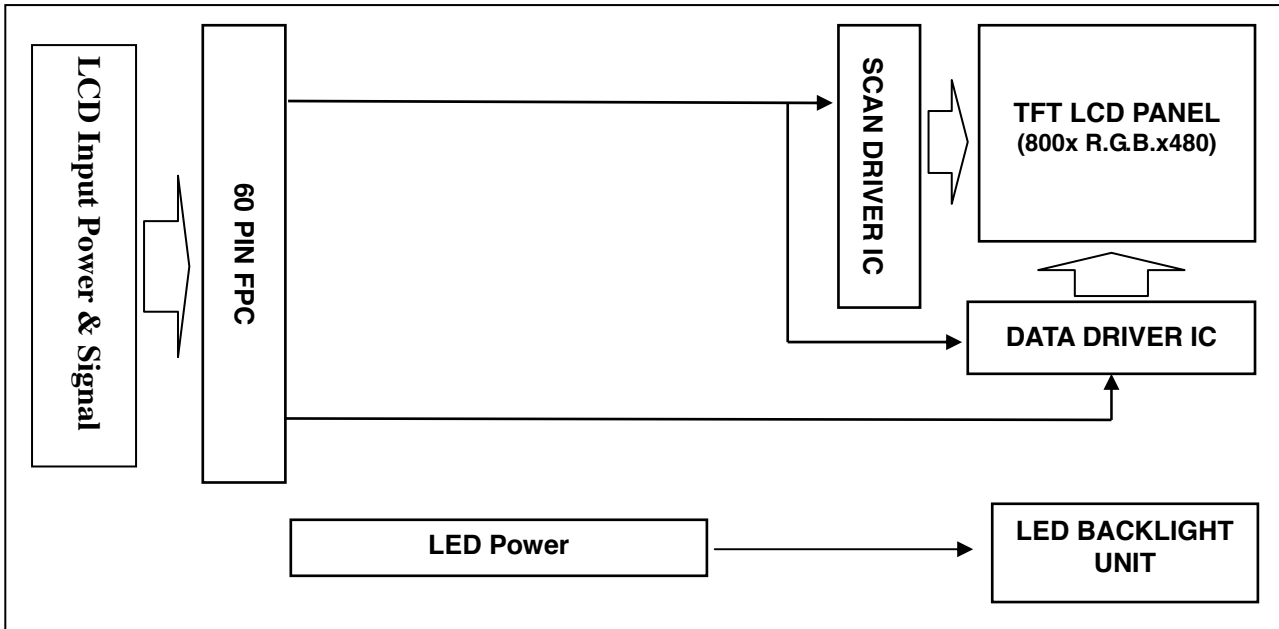 LCD Input Power & Signal
60 PIN FPC
SCAN DRIVER IC
TFT LCD PANEL
(800x R.G.B.x480)
DATA DRIVER IC
LED Power
LED BACKLIGHT
UNIT